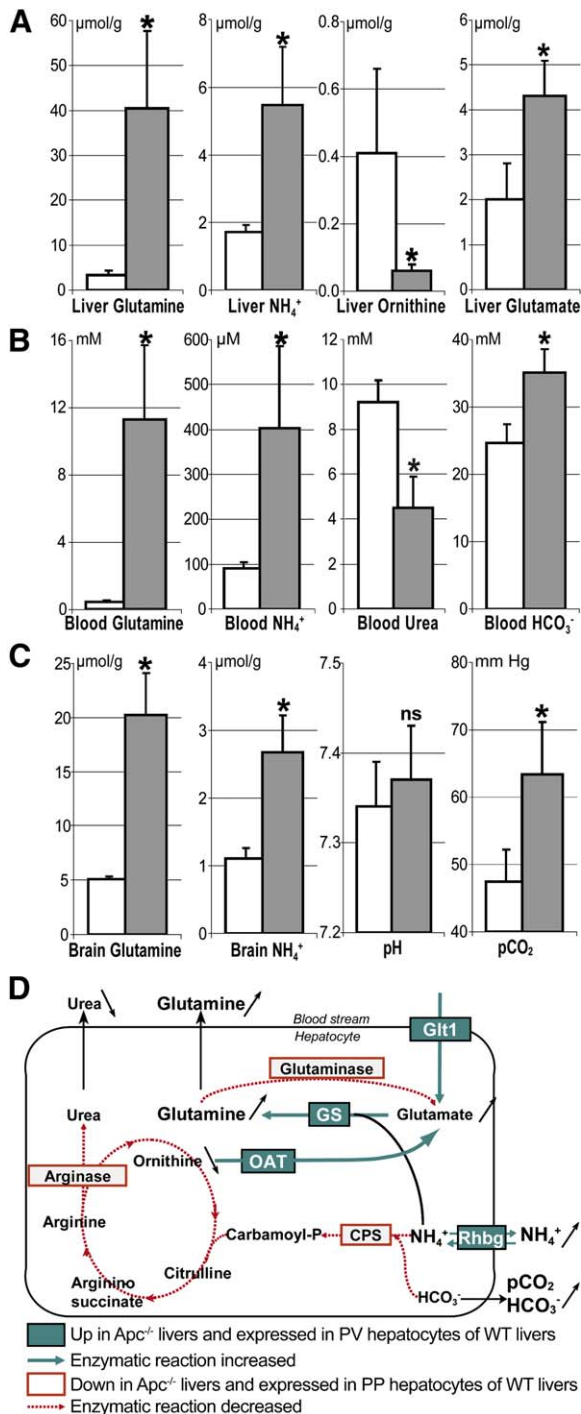 A
µmol/g µmol/g µmol/g µmol/g
60 50 40 30 20 10 0
8 6 4 2 0
0.8 0.6 0.4 0.2 0.0
6 5 4 3 2 1 0
* * * *
Liver Glutamine Liver NH₄⁺ Liver Ornithine Liver Glutamate
B
mM µM mM mM
16 12 8 4 0
600 500 400 300 200 100 0
12 10 8 6 4 2 0
40 30 20 10 0
* * * *
Blood Glutamine Blood NH₄⁺ Blood Urea Blood HCO₃⁻
C
µmol/g µmol/g mm Hg
25 20 15 10 5 0
4 3 2 1 0
7.5 7.4 7.3 7.2
80 70 60 50 40
* * ns *
Brain Glutamine Brain NH₄⁺ pH pCO₂
D
Urea Glutamine
Blood stream
Hepatocyte
Glt1
Glutaminase
Urea Glutamine GS Glutamate
Ornithine OAT
Arginase
Arginine Carbamoyl-P CPS NH₄⁺ Rhbg NH₄⁺
Citrulline
Arginino
succinate
HCO₃⁻ pCO₂
HCO₃⁻
Up in Apc⁻/⁻ livers and expressed in PV hepatocytes of WT livers
Enzymatic reaction increased
Down in Apc⁻/⁻ livers and expressed in PP hepatocytes of WT livers
Enzymatic reaction decreased